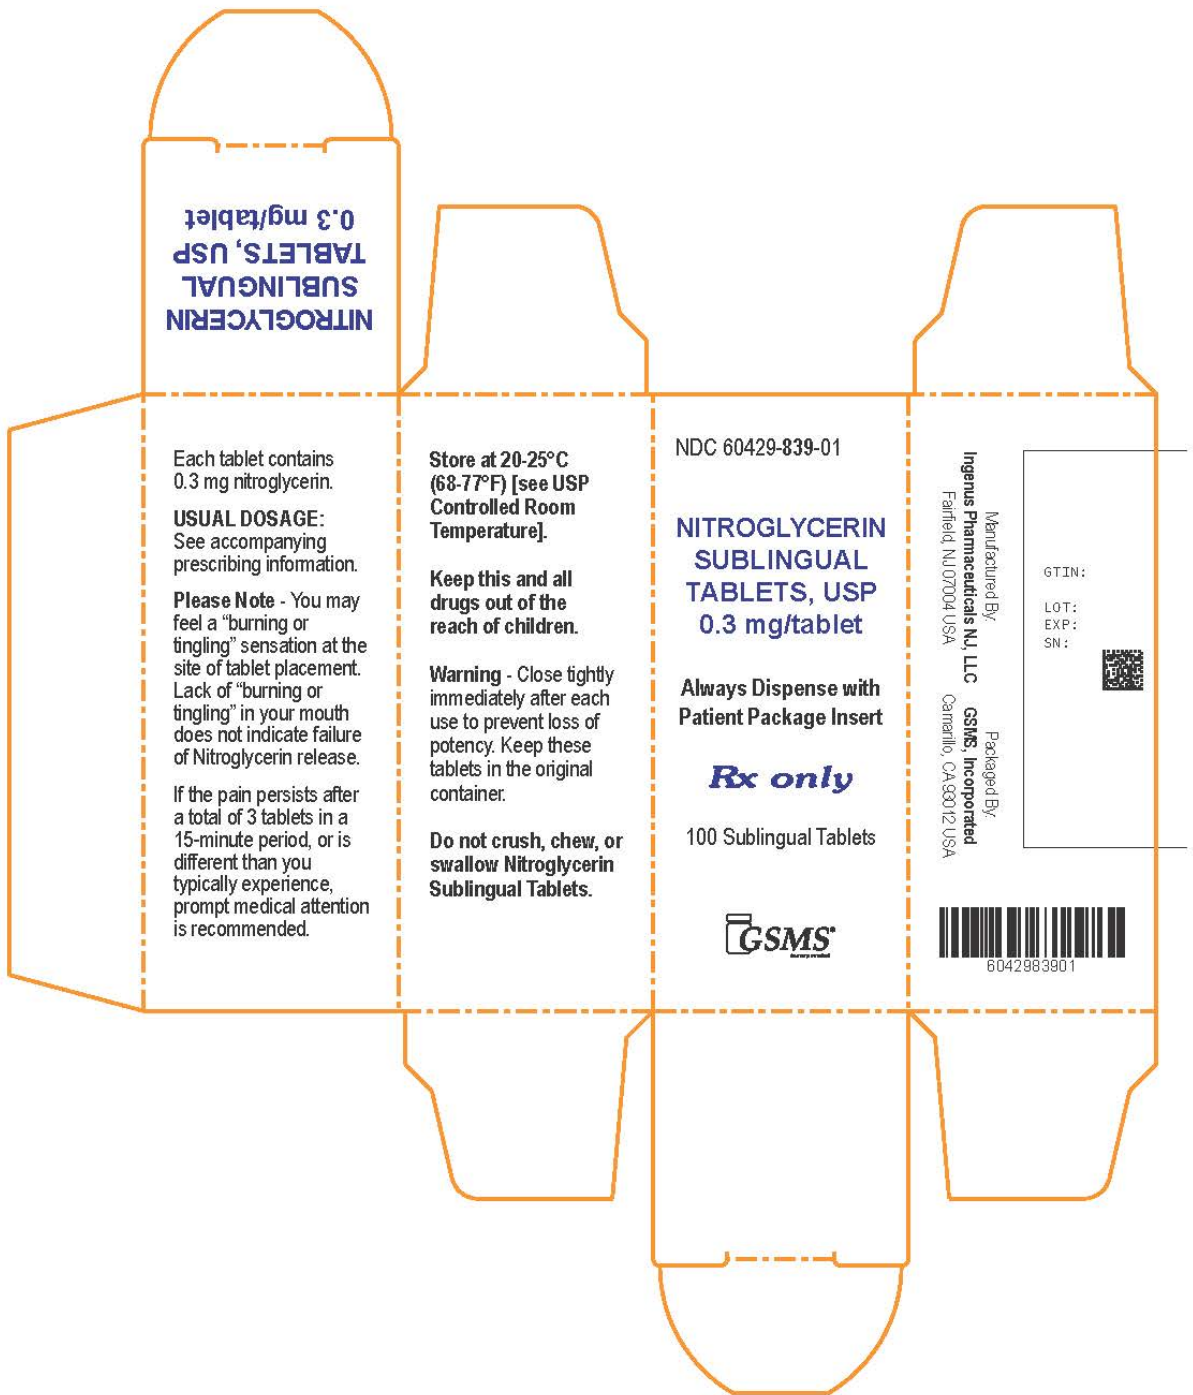 NITROGLYCERIN
SUBLINGUAL
TABLETS, USP
0.3 mg/tablet
Each tablet contains
0.3 mg nitroglycerin.
USUAL DOSAGE:
See accompanying
prescribing information.
Please Note - You may
feel a “burning or
tingling” sensation at the
site of tablet placement.
Lack of “burning or
tingling” in your mouth
does not indicate failure
of Nitroglycerin release.
If the pain persists after
a total of 3 tablets in a
15-minute period, or is
different than you
typically experience,
prompt medical attention
is recommended.
Store at 20-25°C
(68-77°F) [see USP
Controlled Room
Temperature].
Keep this and all
drugs out of the
reach of children.
Warning - Close tightly
immediately after each
use to prevent loss of
potency. Keep these
tablets in the original
container.
Do not crush, chew, or
swallow Nitroglycerin
Sublingual Tablets.
NDC 60429-839-01
NITROGLYCERIN
SUBLINGUAL
TABLETS, USP
0.3 mg/tablet
Always Dispense with
Patient Package Insert
Rx only
100 Sublingual Tablets
GSMS®
Manufactured By:
Ingenus Pharmaceuticals NJ, LLC
Fairfield, NJ 07004 USA
Packaged By:
GSMS, Incorporated
Camarillo, CA 93012 USA
GTIN:
LOT:
EXP:
SN:
6042983901